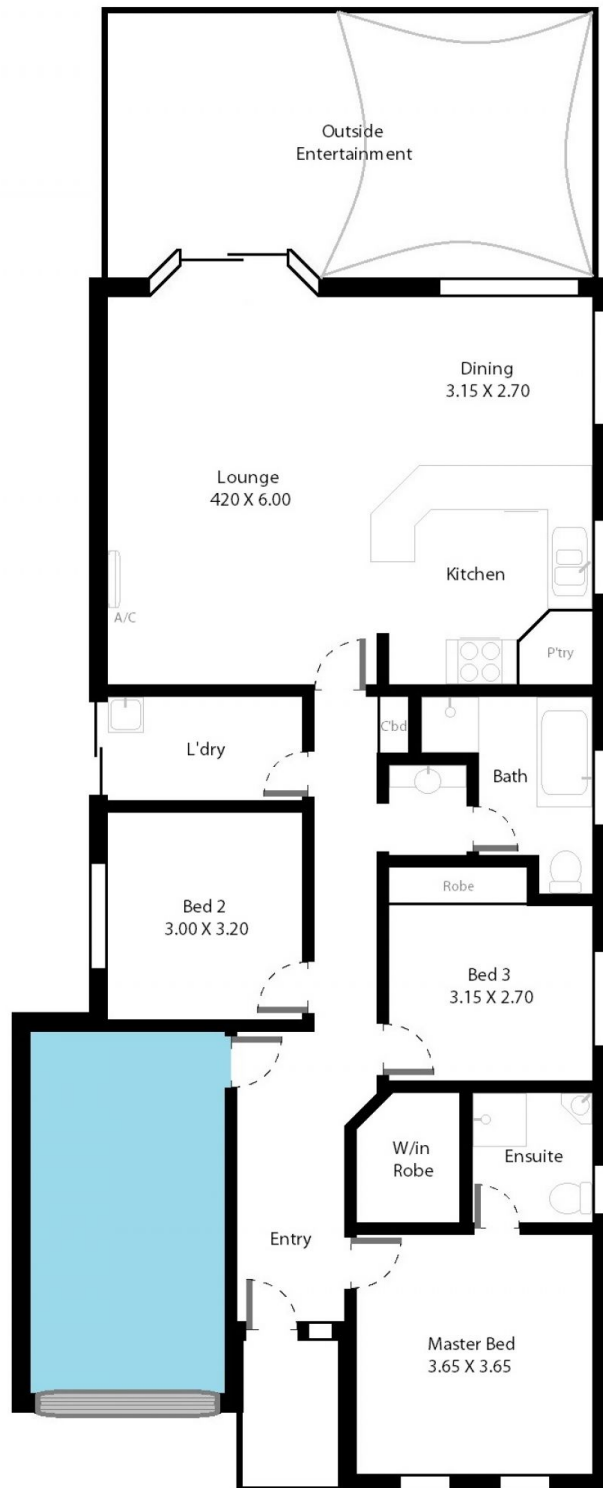 Outside
Entertainment
Dining
3.15 X 2.70
Lounge
420 X 6.00
Kitchen
A/C
P'try
C'bd
L'dry
Bath
Robe
Bed 2
3.00 X 3.20
Bed 3
3.15 X 2.70
W/in
Robe
Ensuite
Entry
Master Bed
3.65 X 3.65